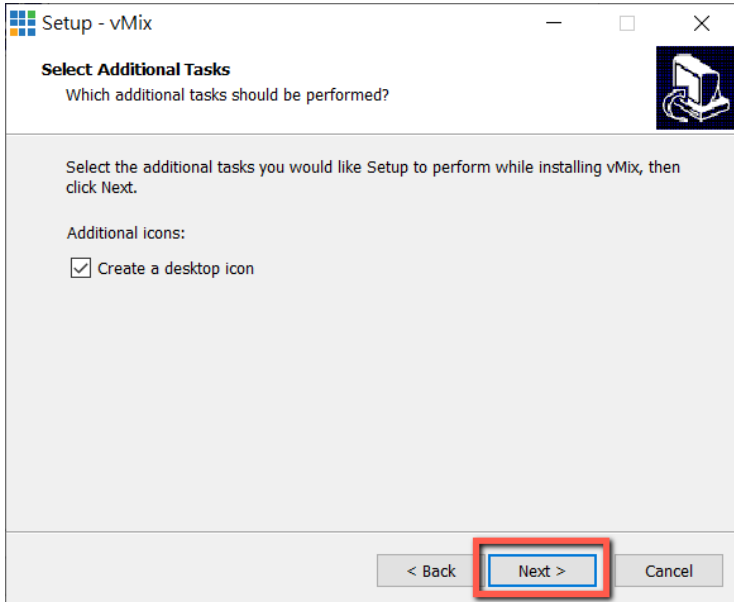 Setup - vMix
Select Additional Tasks
Which additional tasks should be performed?
Select the additional tasks you would like Setup to perform while installing vMix, then
click Next.
Additional icons:
Create a desktop icon
< Back
Next >
Cancel